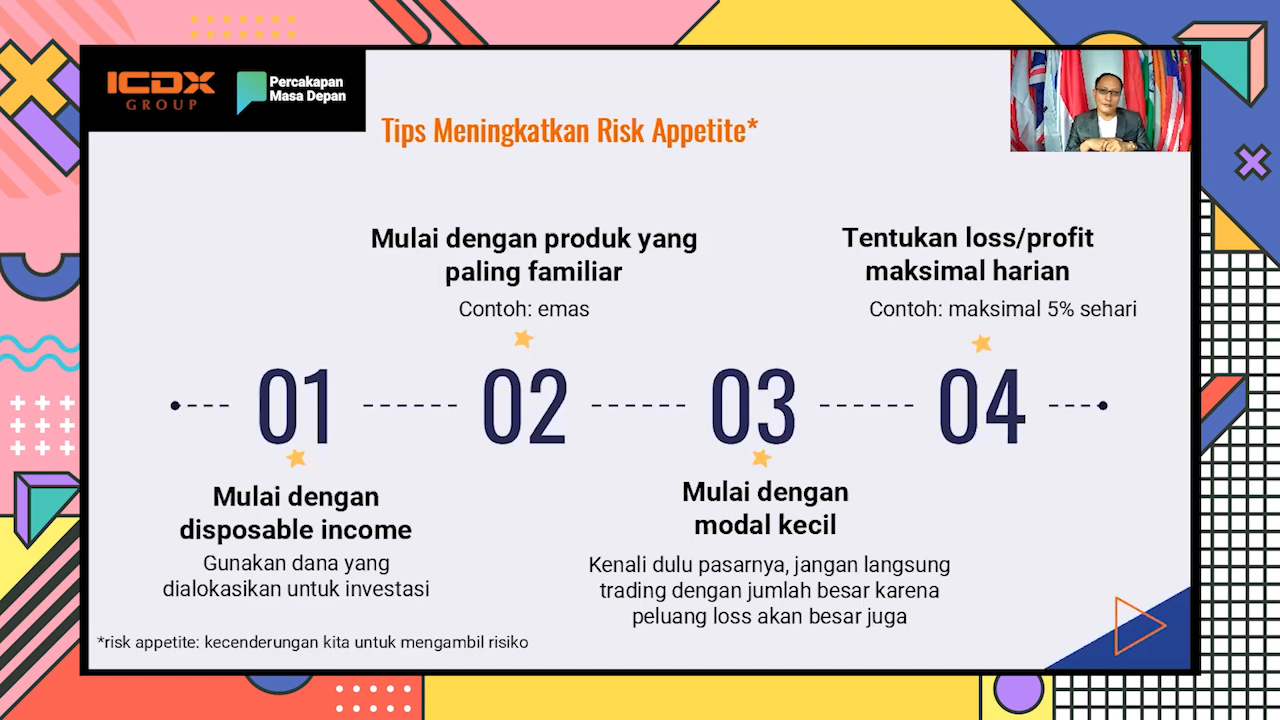 ICDX
GROUP
Percakapan
Masa Depan
Tips Meningkatkan Risk Appetite*
01
Mulai dengan
disposable income
Gunakan dana yang
dialokasikan untuk investasi
Mulai dengan produk yang
paling familiar
Contoh: emas
02
03
Mulai dengan
modal kecil
Kenali dulu pasarnya, jangan langsung
trading dengan jumlah besar karena
peluang loss akan besar juga
Tentukan loss/profit
maksimal harian
Contoh: maksimal 5% sehari
04
*risk appetite: kecenderungan kita untuk mengambil risiko